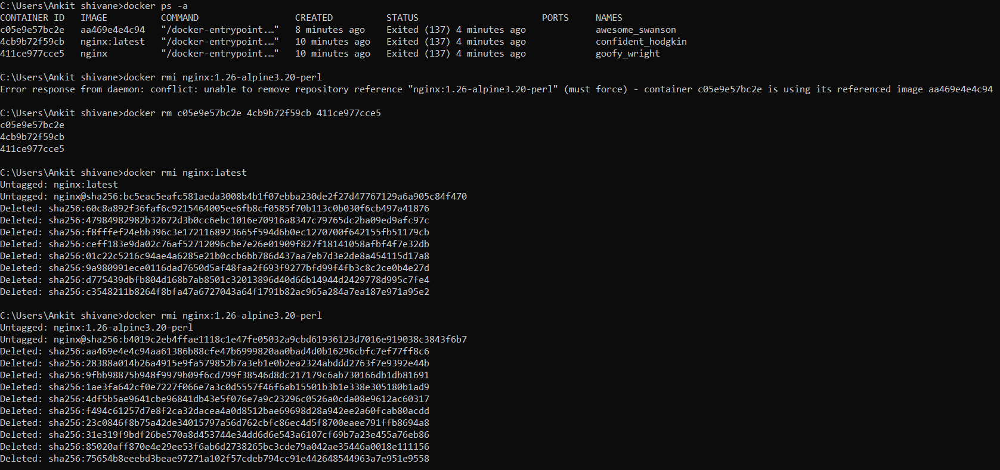 C:\Users\Ankit shivane>docker ps -a
CONTAINER ID   IMAGE          COMMAND                  CREATED          STATUS                       PORTS     NAMES
c05e9e57bc2e   aa469e4e4c94   "/docker-entrypoint.…"   8 minutes ago    Exited (137) 4 minutes ago             awesome_swanson
4cb9b72f59cb   nginx:latest   "/docker-entrypoint.…"   10 minutes ago   Exited (137) 4 minutes ago             confident_hodgkin
411ce977cce5   nginx          "/docker-entrypoint.…"   10 minutes ago   Exited (137) 4 minutes ago             goofy_wright
C:\Users\Ankit shivane>docker rmi nginx:1.26-alpine3.20-perl
Error response from daemon: conflict: unable to remove repository reference "nginx:1.26-alpine3.20-perl" (must force) - container c05e9e57bc2e is using its referenced image aa469e4e4c94
C:\Users\Ankit shivane>docker rm c05e9e57bc2e 4cb9b72f59cb 411ce977cce5
c05e9e57bc2e
4cb9b72f59cb
411ce977cce5
C:\Users\Ankit shivane>docker rmi nginx:latest
Untagged: nginx:latest
Untagged: nginx@sha256:bc5eac5eafc581aeda3008b4b1f07ebba230de2f27d47767129a6a905c84f470
Deleted: sha256:60c8a892f36faf6c9215464005ee6fb8cf0585f70b113c0b030f6cb497a41876
Deleted: sha256:47984982982b32672d3b0cc6ebc1016e70916a8347c79765dc2ba09ed9afc97c
Deleted: sha256:f8fffef24ebb396c3e1721168923665f594d6b0ec1270700f642155fb51179cb
Deleted: sha256:ceff183e9da02c76af52712096cbe7e26e01909f827f18141058afbf4f7e32db
Deleted: sha256:01c22c5216c94ae4a6285e21b0ccb6bb786d437aa7eb7d3e2de8a454115d17a8
Deleted: sha256:9a980991ece0116dad7650d5af48faa2f693f9277bfd99f4fb3c8c2ce0b4e27d
Deleted: sha256:d775439dbfb804d168b7ab8501c32013896d40d66b14944d2429778d995c7fe4
Deleted: sha256:c3548211b8264f8bfa47a6727043a64f1791b82ac965a284a7ea187e971a95e2
C:\Users\Ankit shivane>docker rmi nginx:1.26-alpine3.20-perl
Untagged: nginx:1.26-alpine3.20-perl
Untagged: nginx@sha256:b4019c2eb4ffae1118c1e47fe05032a9cbd61936123d7016e919038c3843f6b7
Deleted: sha256:aa469e4e4c94aa61386b88cfe47b6999820aa0bad4d0b16296cbfc7ef77ff8c6
Deleted: sha256:28388a014b26a4915e9fa579852b7a3eb1e0b2ea2324abddd2763f7e9392e44b
Deleted: sha256:9fbb98875b948f9979b09f6cd799f38546d8dc217179c6ab730166db1db81691
Deleted: sha256:1ae3fa642cf0e7227f066e7a3c0d5557f46f6ab15501b3b1e338e305180b1ad9
Deleted: sha256:4df5b5ae9641cbe96841db43e5f076e7a9c23296c0526a0cda08e9612ac60317
Deleted: sha256:f494c61257d7e8f2ca32dacea4a0d8512bae69698d28a942ee2a60fcab80acdd
Deleted: sha256:23c0846f8b75a42de34015797a56d762cbfc86ec4d5f8700eaee791ffb8694a8
Deleted: sha256:31e319f9bdf26be570a8d453744e34dd6d6e543a6107cf69b7a23e455a76eb86
Deleted: sha256:85020aff870e4e29ee53f6ab6d2738265bc3cde79a042ae35446a0018e111156
Deleted: sha256:75654b8eeebd3beae97271a102f57cdeb794cc91e442648544963a7e951e9558